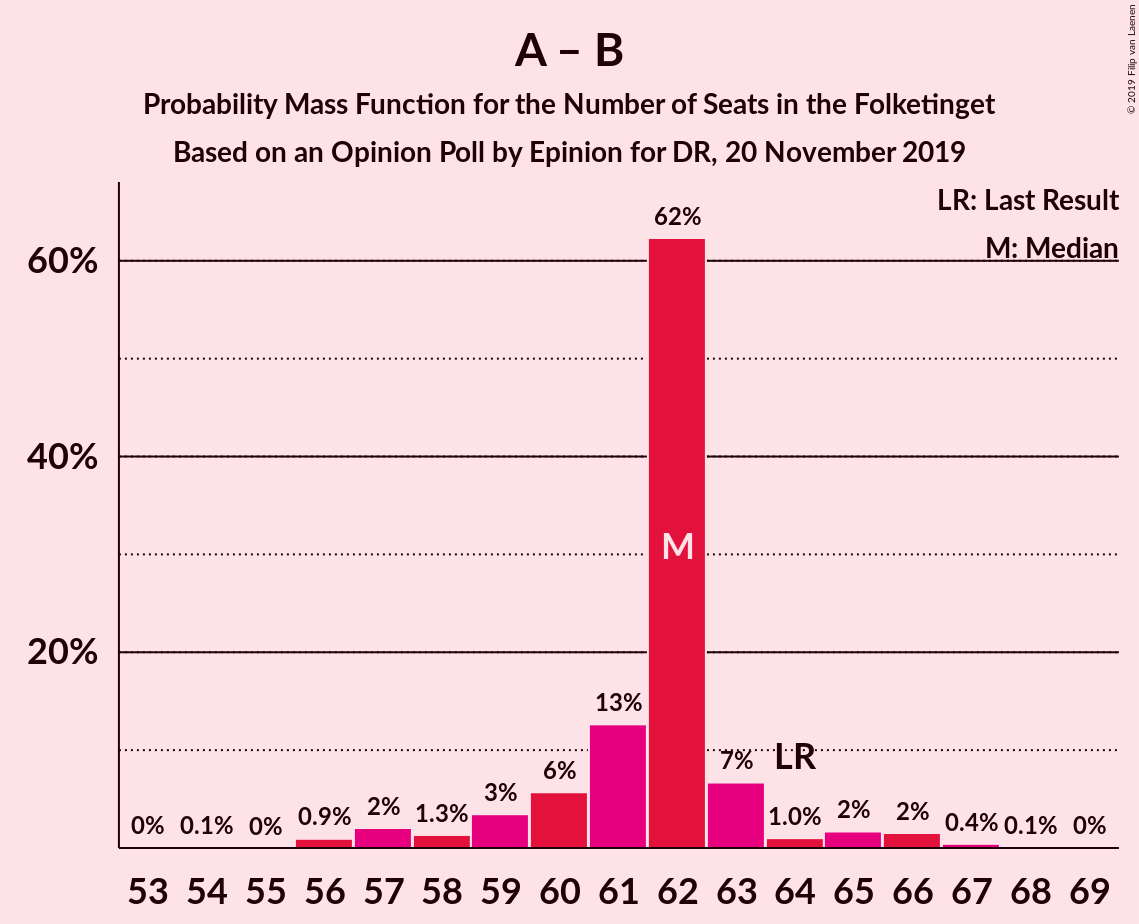 A – B
Probability Mass Function for the Number of Seats in the Folketinget
Based on an Opinion Poll by Epinion for DR, 20 November 2019
© 2019 Filip van Laenen
LR: Last Result
M: Median
60%
40%
20%
0%
0.1%
0%
0.9%
2%
1.3%
3%
6%
13%
62%
7%
1.0%
2%
2%
0.4%
0.1%
0%
M
LR
53 54 55 56 57 58 59 60 61 62 63 64 65 66 67 68 69